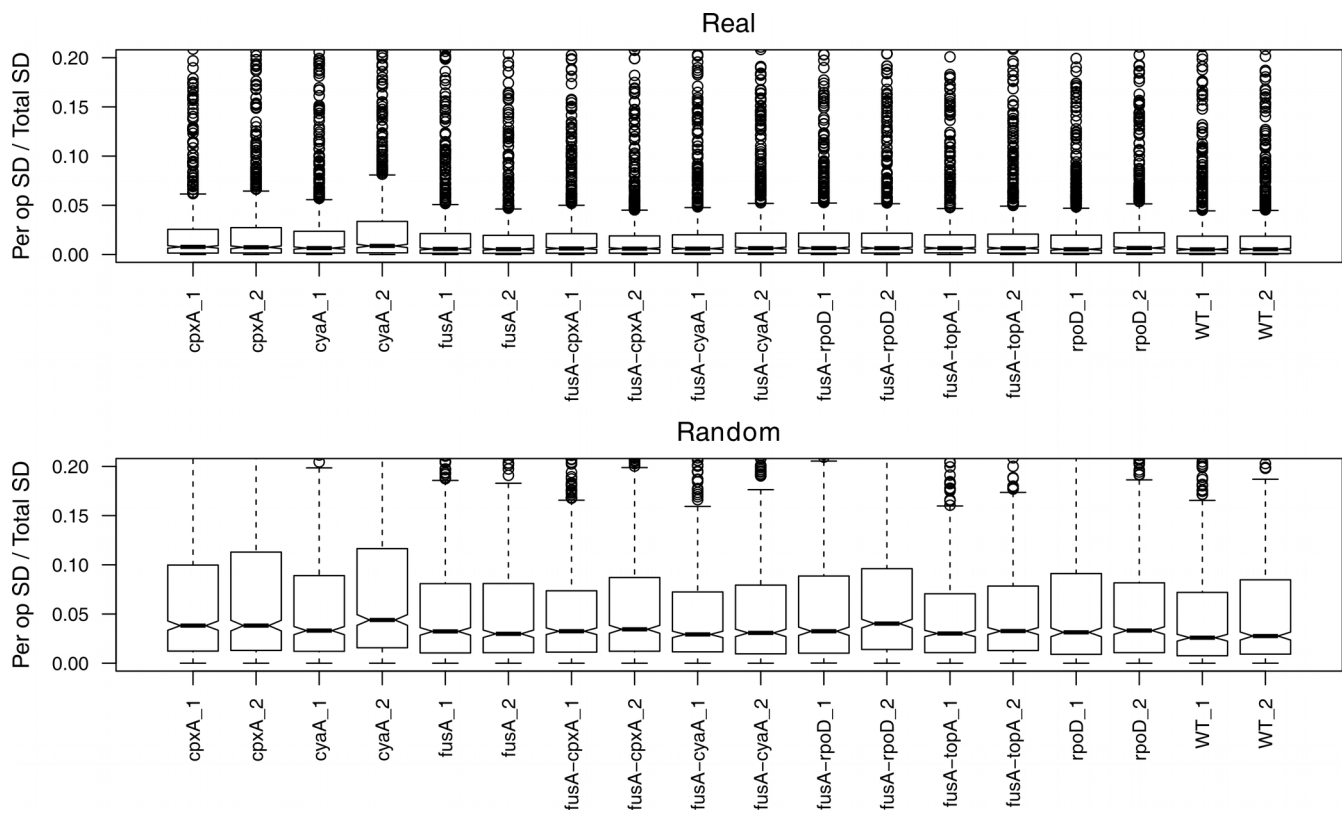 Real
Per op SD / Total SD
0.20
0.15
0.10
0.05
0.00
cpxA_1
cpxA_2
cyaA_1
cyaA_2
fusA_1
fusA_2
fusA−cpxA_1
fusA−cpxA_2
fusA−cyaA_1
fusA−cyaA_2
fusA−rpoD_1
fusA−rpoD_2
fusA−topA_1
fusA−topA_2
rpoD_1
rpoD_2
WT_1
WT_2
Random
Per op SD / Total SD
0.20
0.15
0.10
0.05
0.00
cpxA_1
cpxA_2
cyaA_1
cyaA_2
fusA_1
fusA_2
fusA−cpxA_1
fusA−cpxA_2
fusA−cyaA_1
fusA−cyaA_2
fusA−rpoD_1
fusA−rpoD_2
fusA−topA_1
fusA−topA_2
rpoD_1
rpoD_2
WT_1
WT_2